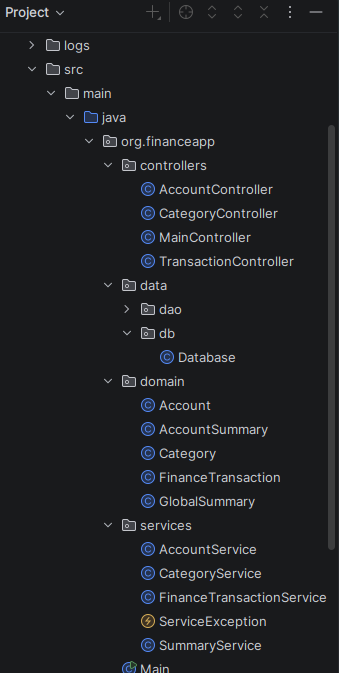 Project
logs
src
main
java
org.financeapp
controllers
AccountController
CategoryController
MainController
TransactionController
data
dao
db
Database
domain
Account
AccountSummary
Category
FinanceTransaction
GlobalSummary
services
AccountService
CategoryService
FinanceTransactionService
ServiceException
SummaryService
Main